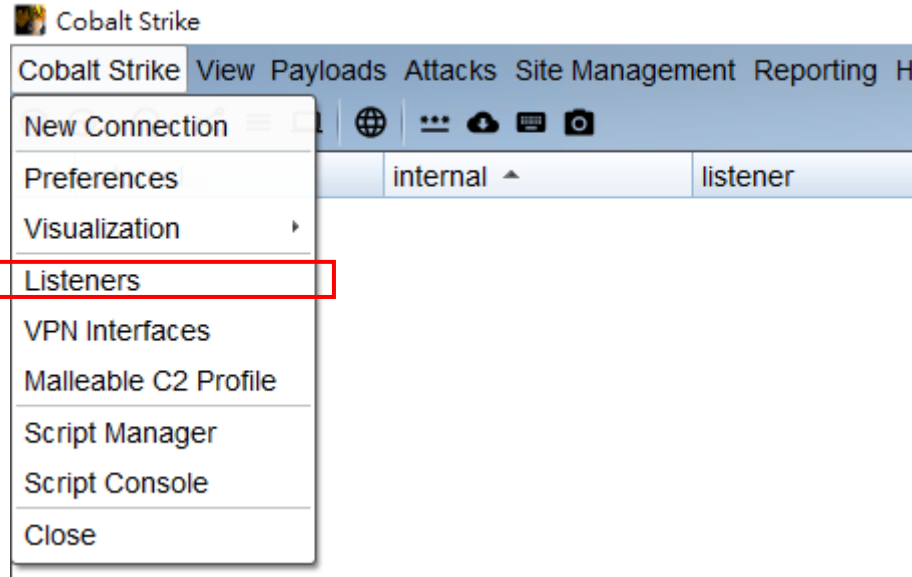 Cobalt Strike
Cobalt Strike View Payloads Attacks Site Management Reporting H
New Connection
Preferences
internal
listener
Visualization
Listeners
VPN Interfaces
Malleable C2 Profile
Script Manager
Script Console
Close